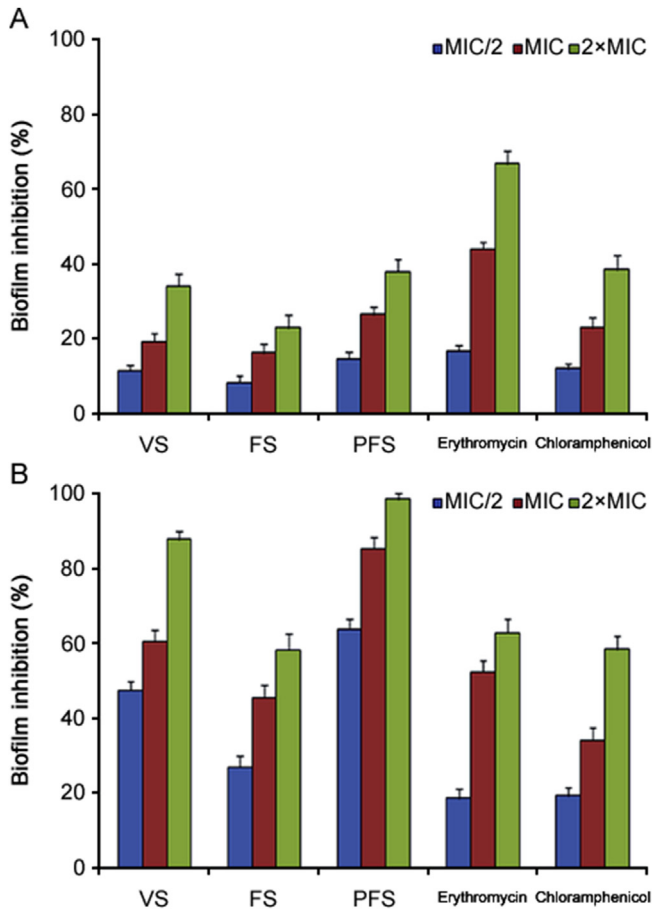 A
Biofilm inhibition (%)
100
80
60
40
20
0
MIC/2 MIC 2×MIC
VS FS PFS Erythromycin Chloramphenicol
B
Biofilm inhibition (%)
100
80
60
40
20
0
MIC/2 MIC 2×MIC
VS FS PFS Erythromycin Chloramphenicol